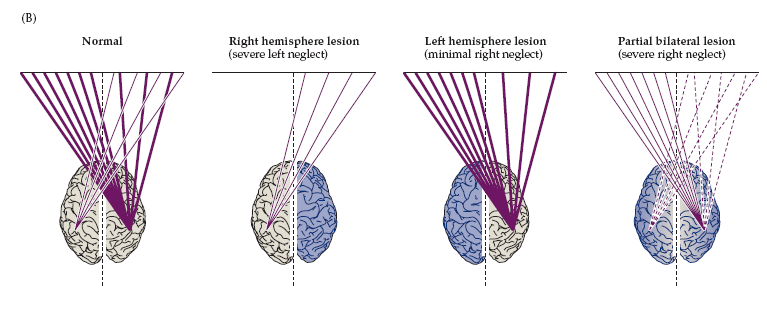 (B)
Normal
Right hemisphere lesion
(severe left neglect)
Left hemisphere lesion
(minimal right neglect)
Partial bilateral lesion
(severe right neglect)